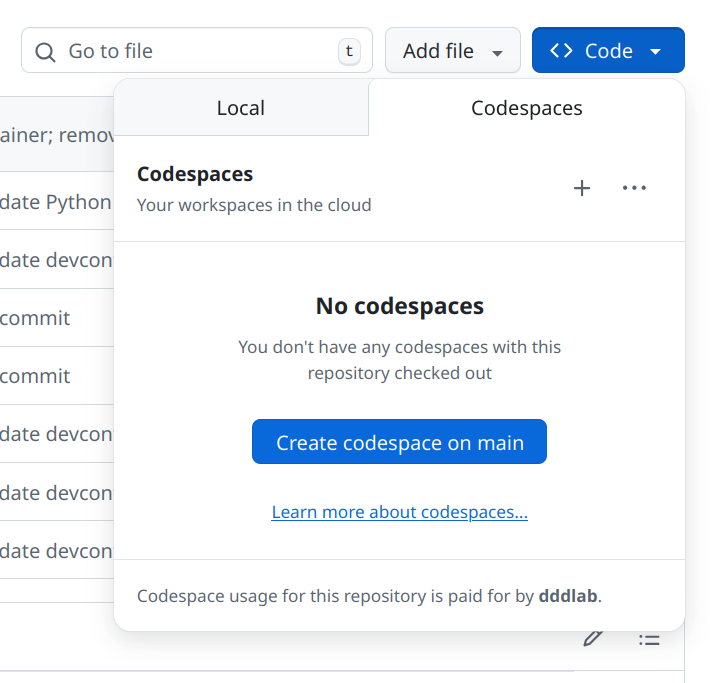 Go to file
t
Add file
Code
Local
Codespaces
ainer; remov
Codespaces
Your workspaces in the cloud
date Python
date devcon
No codespaces
commit
You don't have any codespaces with this
repository checked out
commit
date devcon
Create codespace on main
date devcon
Learn more about codespaces...
date devcon
Codespace usage for this repository is paid for by dddlab.